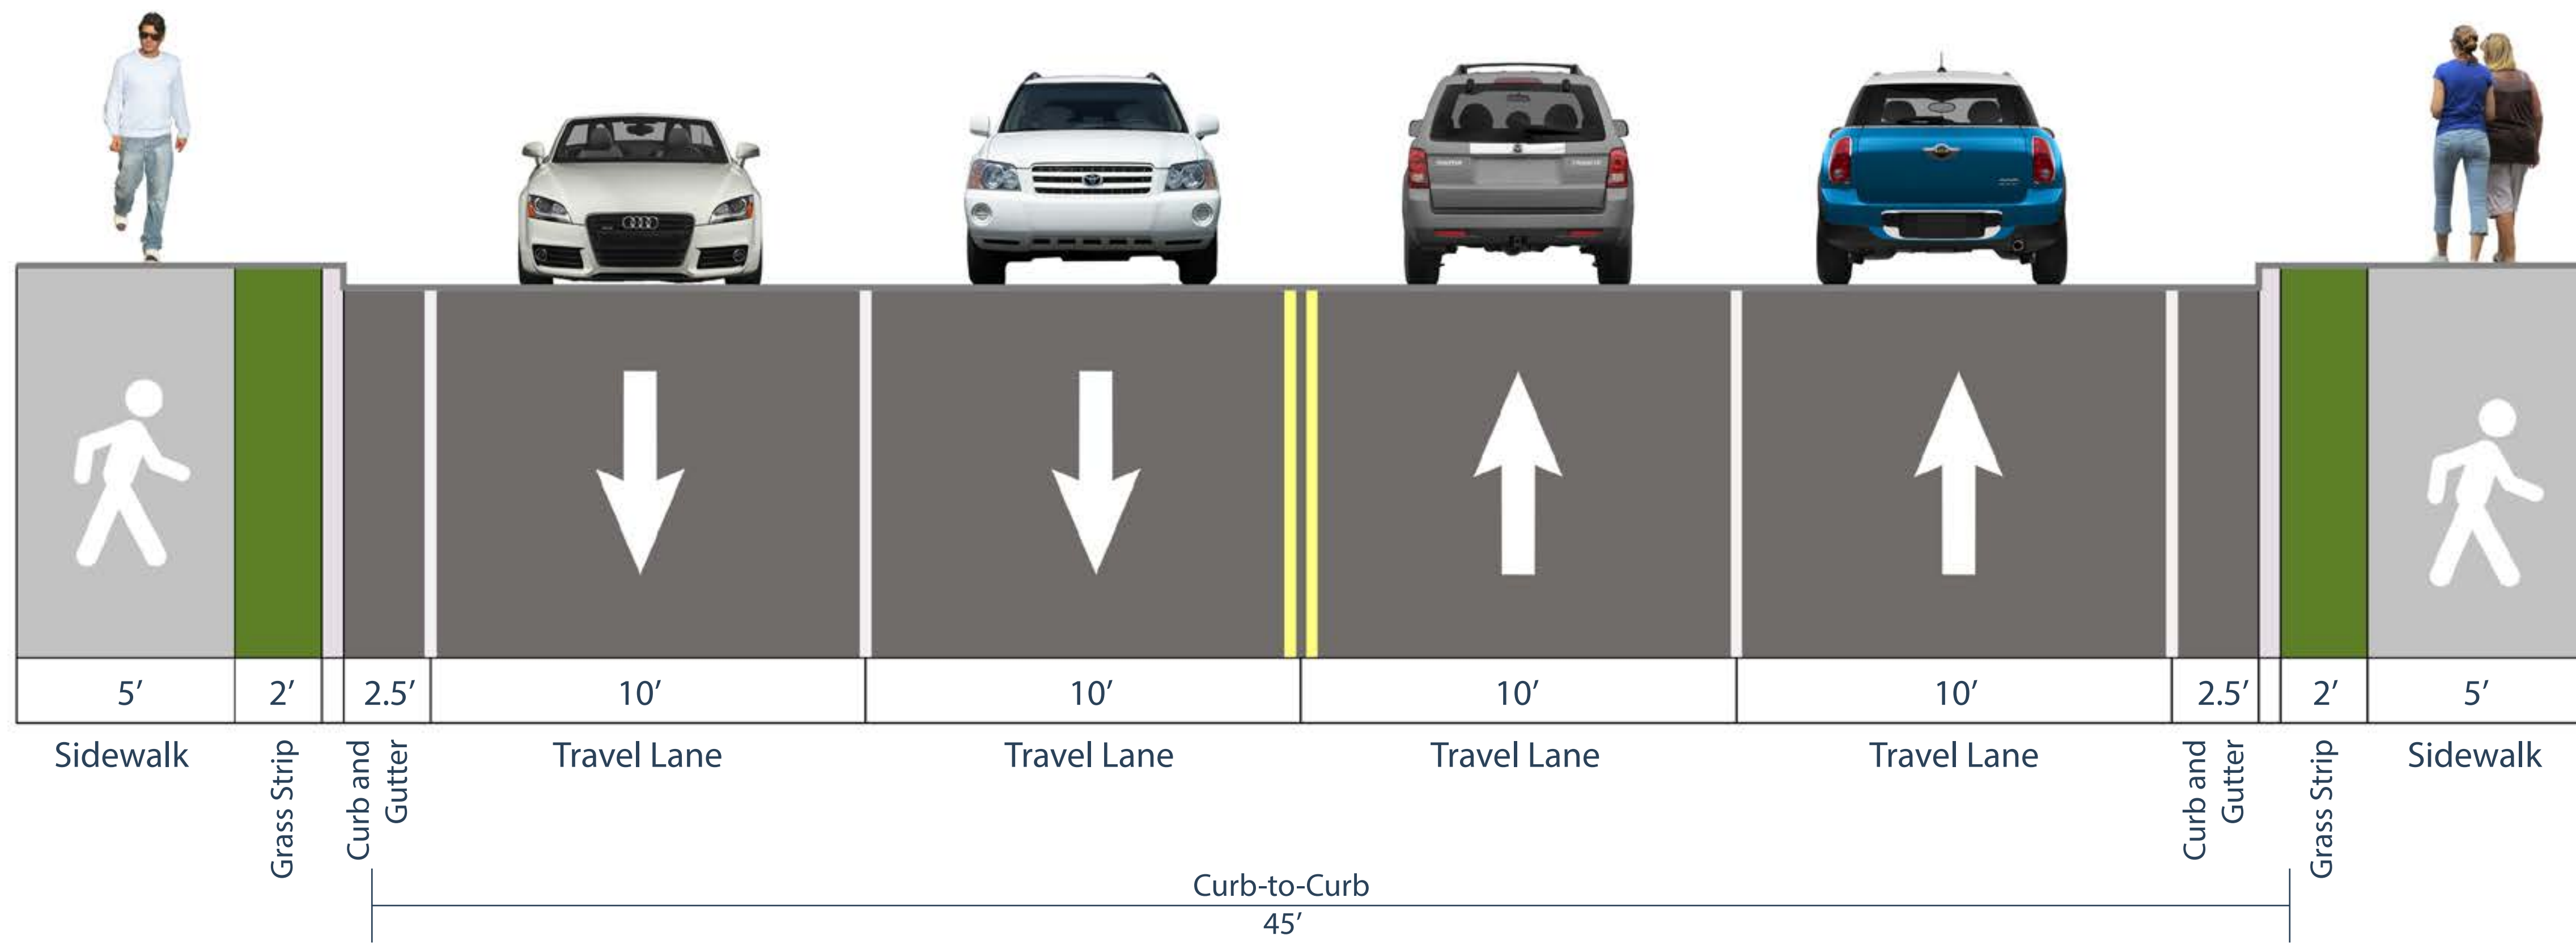 5’ 2’ 2.5’ 10’ 10’ 10’ 10’ 2.5’ 2’ 5’
Sidewalk
Grass Strip
Curb and
Gutter
Travel Lane
Travel Lane
Travel Lane
Travel Lane
Curb and
Gutter
Grass Strip
Sidewalk
Curb-to-Curb
45’